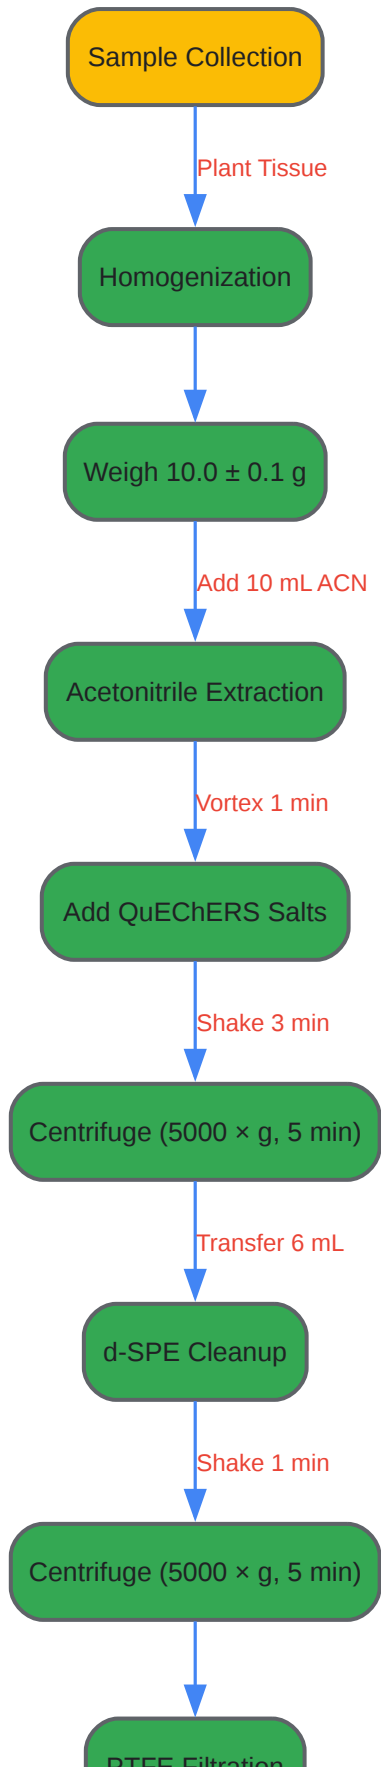 Sample Collection
Plant Tissue
Homogenization
Weigh 10.0 ± 0.1 g
Add 10 mL ACN
Acetonitrile Extraction
Vortex 1 min
Add QuEChERS Salts
Shake 3 min
Centrifuge (5000 × g, 5 min)
Transfer 6 mL
d-SPE Cleanup
Shake 1 min
Centrifuge (5000 × g, 5 min)
PTFE Filtration